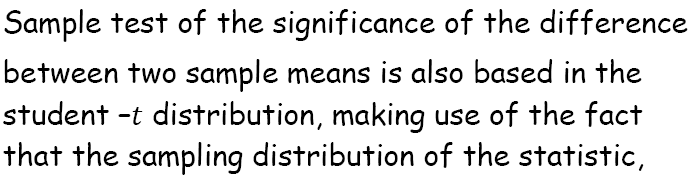 Sample test of the significance of the difference
between two sample means is also based in the
student –t distribution, making use of the fact
that the sampling distribution of the statistic,